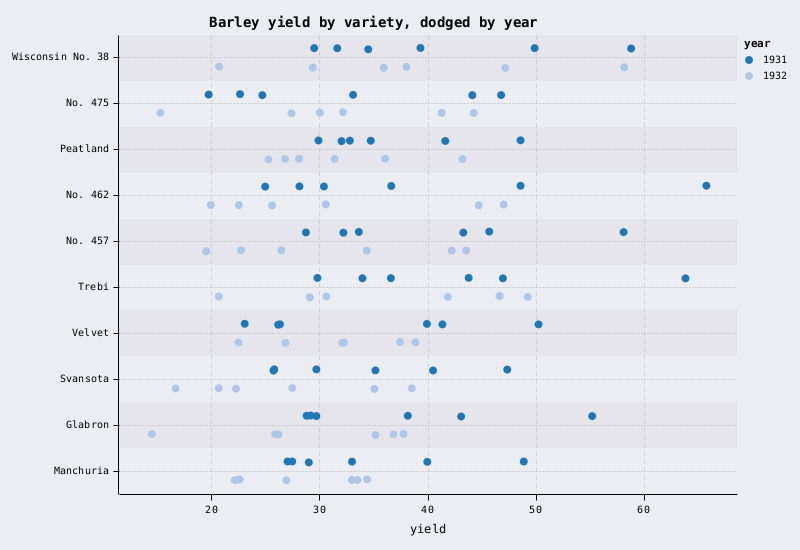 Barley yield by variety, dodged by year
year
1931
1932
Wisconsin No. 38
No. 475
Peatland
No. 462
No. 457
Trebi
Velvet
Svansota
Glabron
Manchuria
20 30 40 50 60
yield